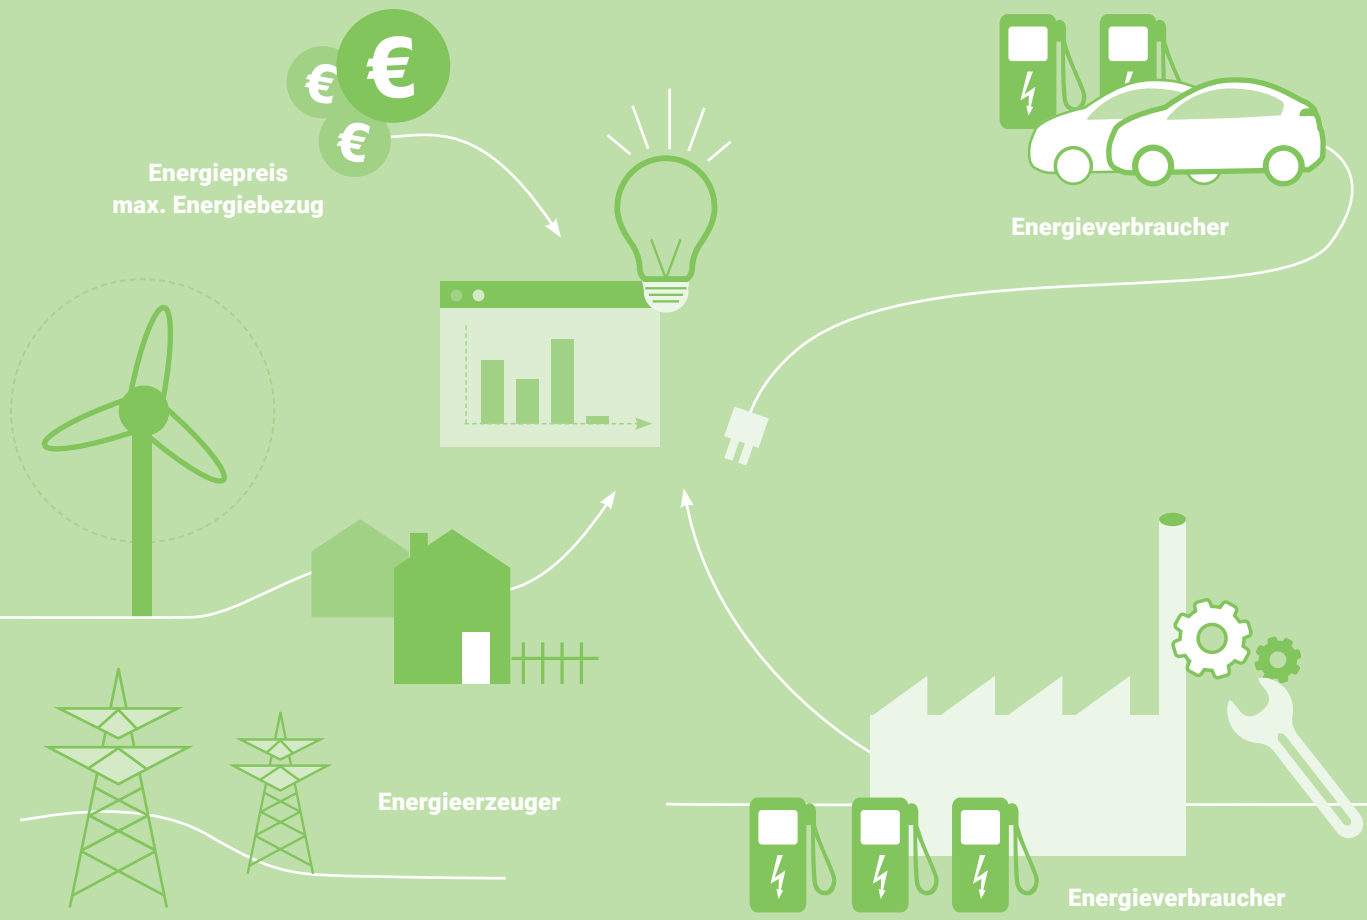 €
€
€
Energiepreis
max. Energiebezug
Energieverbraucher
Energieerzeuger
Energieverbraucher